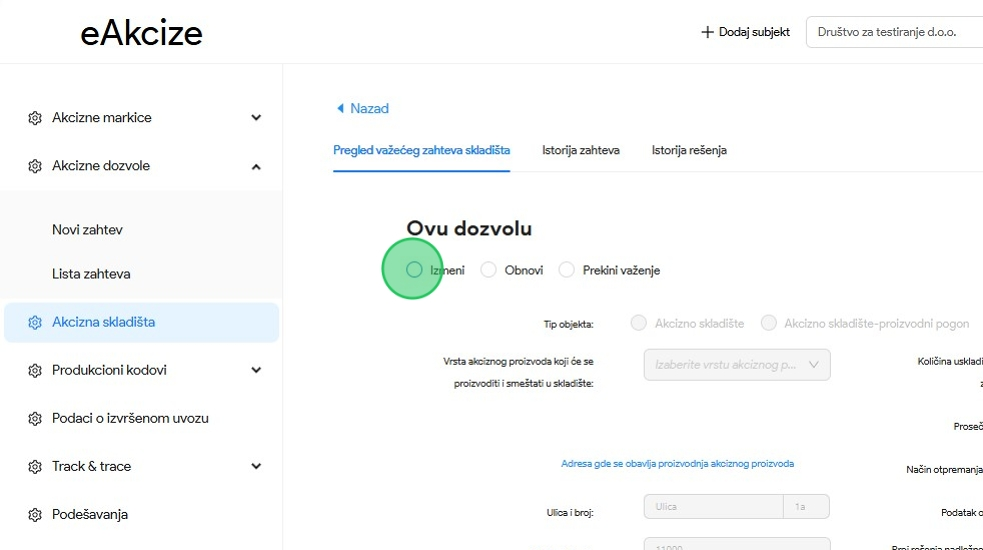 eAkcize
Dodaj subjekt
Društvo za testiranje d.o.o.
Akcizne markice
Akcizne dozvole
Novi zahtev
Lista zahteva
Akcizna skladišta
Produkcioni kodovi
Podaci o izvršenom uvozu
Track & trace
Podešavanja
Nazad
Pregled važećeg zahteva skladišta
Istorija zahteva
Istorija rešenja
Ovu dozvolu
Izmeni
Obnovi
Prekini važenje
Tip objekta:
Akcizno skladište
Akcizno skladište-proizvodni pogon
Vrsta akciznog proizvoda koji će se
proizvoditi i smeštati u skladište:
Izaberite vrstu akciznog p...
Količina uskladi
Proseč
Adresa gde se obavlja proizvodnja akciznog proizvoda
Način otpremanja
Ulica i broj:
Ulica
1a
Podatak o
11000
Broj rešenja nadležno